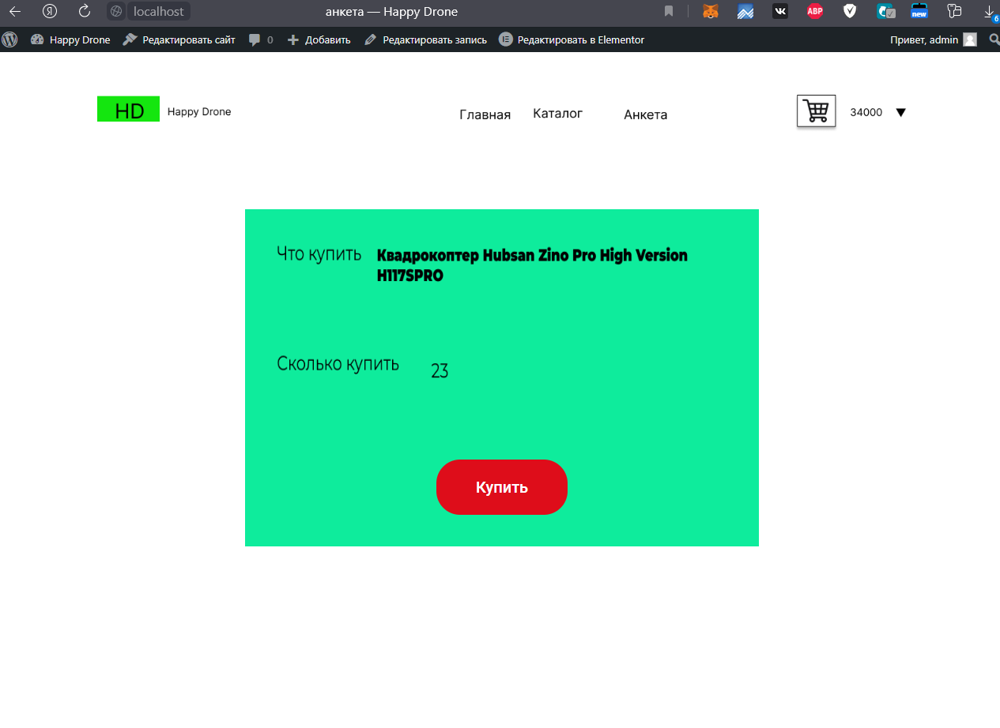 Я localhost анкета — Happy Drone VK ABP new 6
Happy Drone Редактировать сайт 0 Добавить Редактировать запись Редактировать в Elementor Привет, admin
HD Happy Drone Главная Каталог Анкета 34000 ▼
Что купить Квадрокоптер Hubsan Zino Pro High Version
H117SPRO
Сколько купить 23
Купить